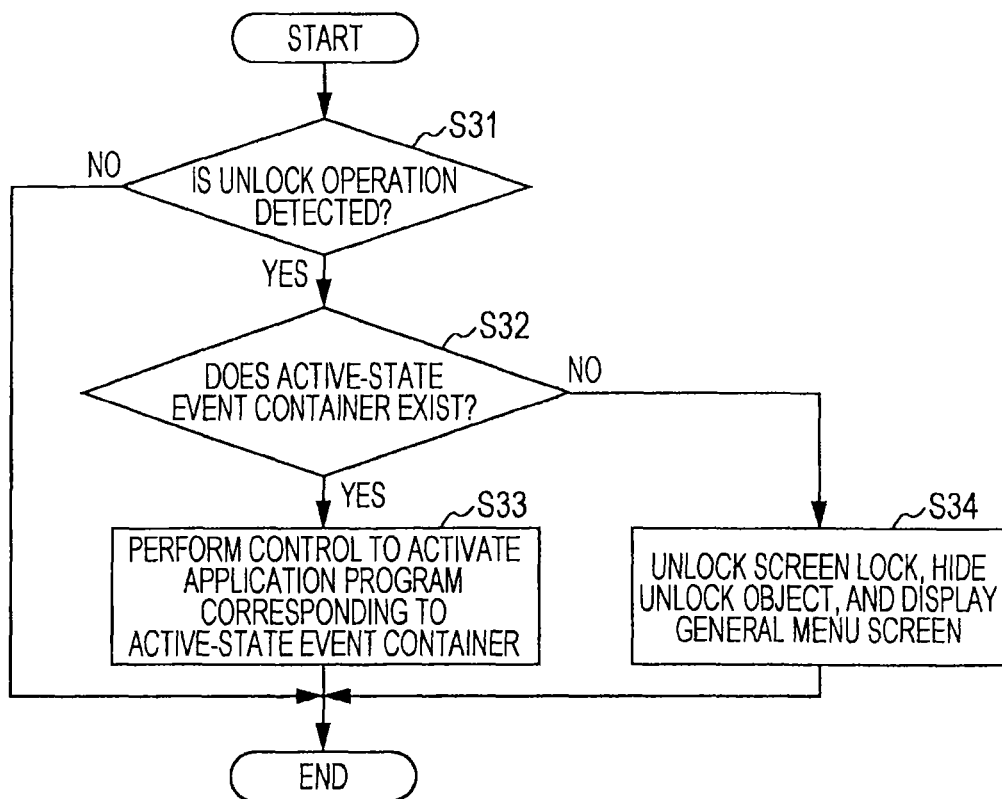 START
S31
NO
IS UNLOCK OPERATION
DETECTED?
YES
S32
DOES ACTIVE-STATE
EVENT CONTAINER EXIST?
NO
YES
S33
PERFORM CONTROL TO ACTIVATE
APPLICATION PROGRAM
CORRESPONDING TO
ACTIVE-STATE EVENT CONTAINER
S34
UNLOCK SCREEN LOCK, HIDE
UNLOCK OBJECT, AND DISPLAY
GENERAL MENU SCREEN
END